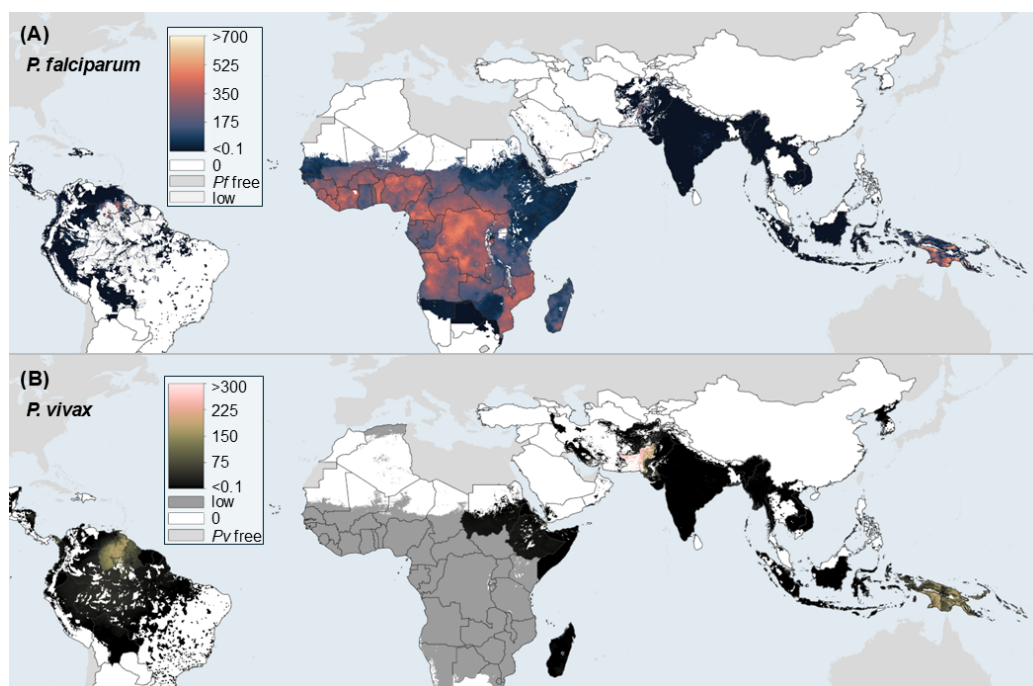 (A)
P. falciparum
>700
525
350
175
<0.1
0
Pf free
low
(B)
P. vivax
>300
225
150
75
<0.1
low
0
Pv free